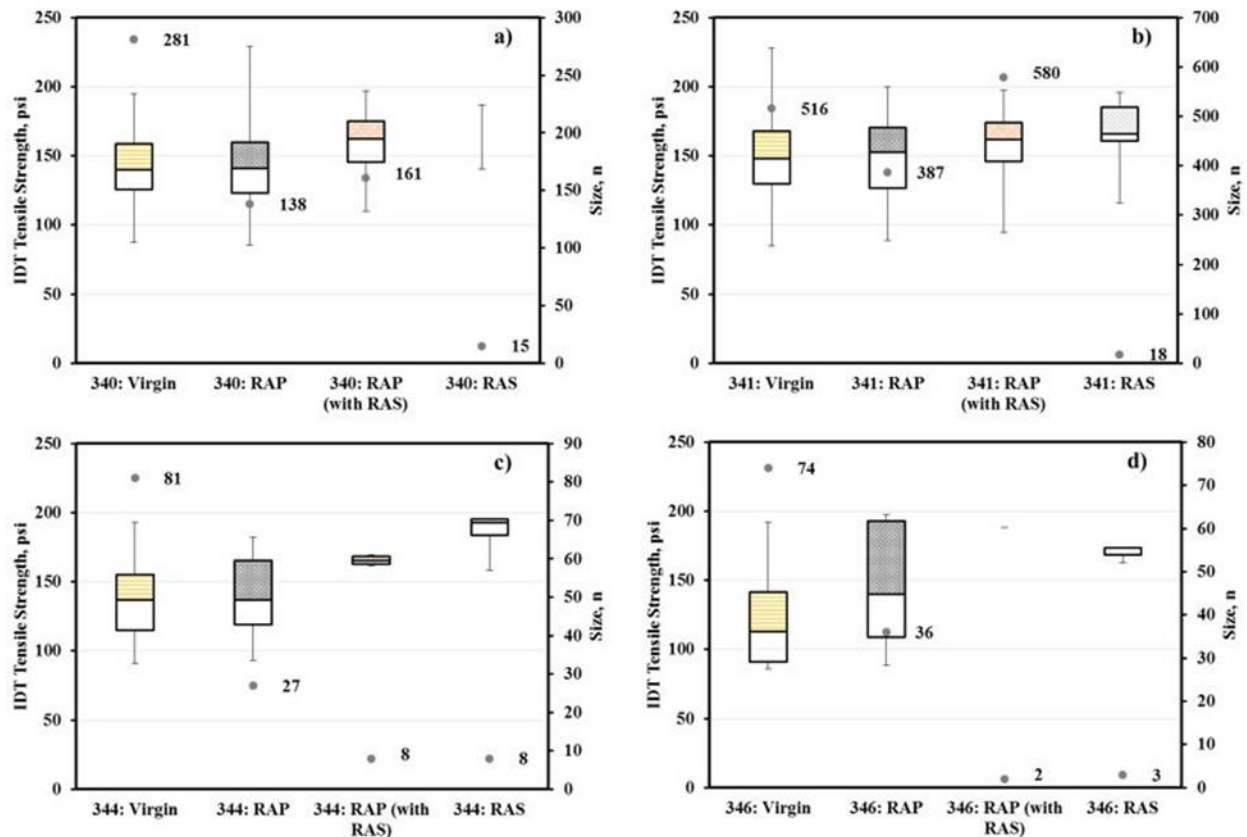 a)
IDT Tensile Strength, psi
250
200
150
100
50
0
300
250
200
150
100
50
0
Size, n
281
138
161
15
340: Virgin
340: RAP
340: RAP
(with RAS)
340: RAS
b)
IDT Tensile Strength, psi
250
200
150
100
50
0
700
600
500
400
300
200
100
0
Size, n
516
387
580
18
341: Virgin
341: RAP
341: RAP
(with RAS)
341: RAS
c)
IDT Tensile Strength, psi
250
200
150
100
50
0
90
80
70
60
50
40
30
20
10
0
Size, n
81
27
8
8
344: Virgin
344: RAP
344: RAP (with
RAS)
344: RAS
d)
IDT Tensile Strength, psi
250
200
150
100
50
0
80
70
60
50
40
30
20
10
0
Size, n
74
36
2
3
346: Virgin
346: RAP
346: RAP (with
RAS)
346: RAS